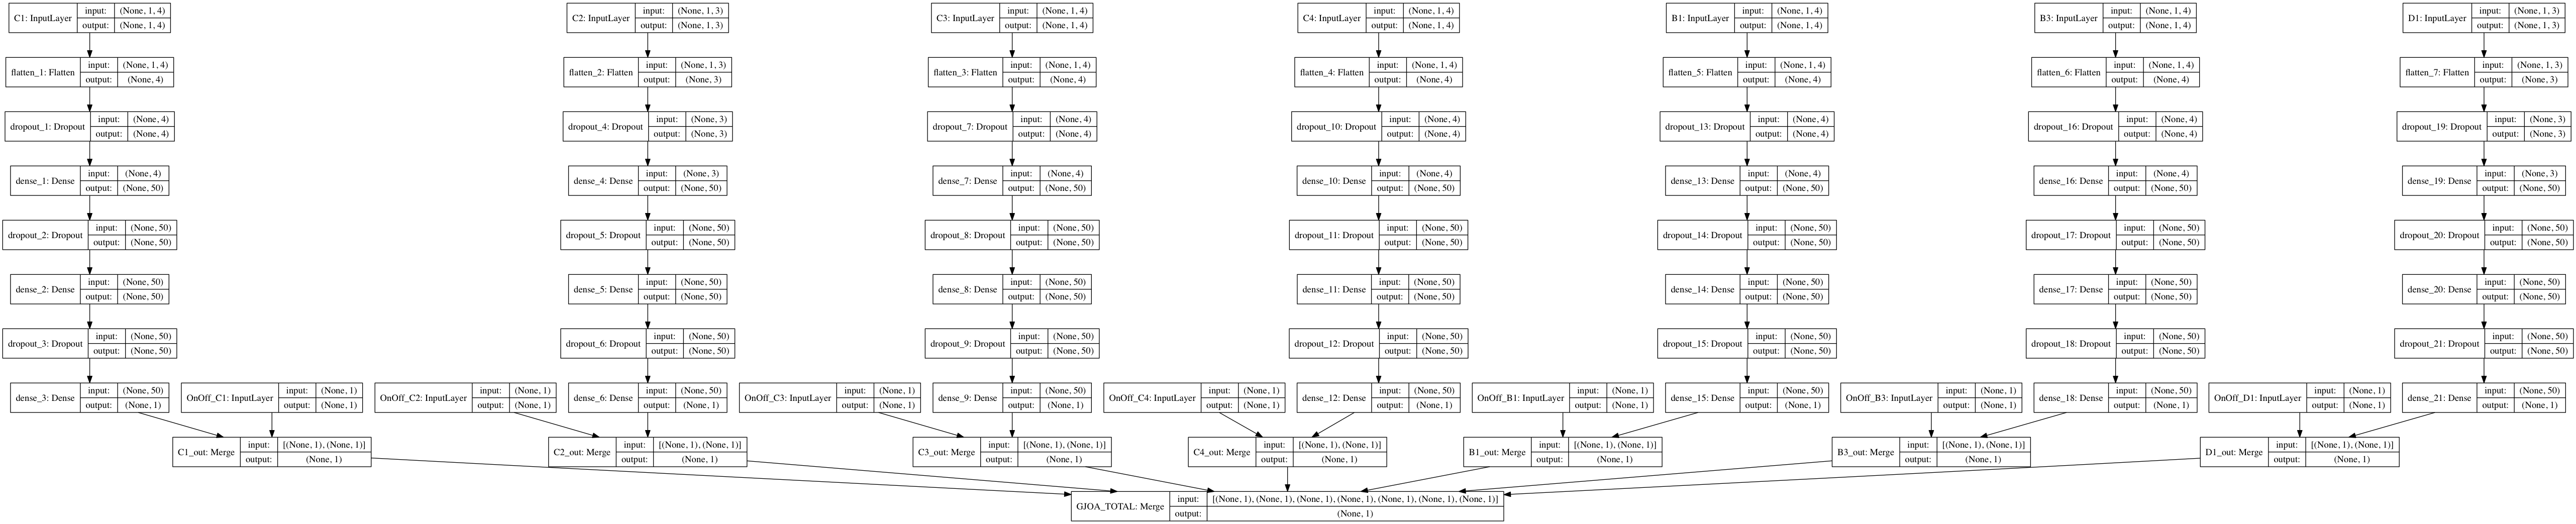 C1: InputLayer input: (None, 1, 4) output: (None, 1, 4)
C2: InputLayer input: (None, 1, 3) output: (None, 1, 3)
C3: InputLayer input: (None, 1, 4) output: (None, 1, 4)
C4: InputLayer input: (None, 1, 4) output: (None, 1, 4)
B1: InputLayer input: (None, 1, 4) output: (None, 1, 4)
B3: InputLayer input: (None, 1, 4) output: (None, 1, 4)
D1: InputLayer input: (None, 1, 3) output: (None, 1, 3)
flatten_1: Flatten input: (None, 1, 4) output: (None, 4)
flatten_2: Flatten input: (None, 1, 3) output: (None, 3)
flatten_3: Flatten input: (None, 1, 4) output: (None, 4)
flatten_4: Flatten input: (None, 1, 4) output: (None, 4)
flatten_5: Flatten input: (None, 1, 4) output: (None, 4)
flatten_6: Flatten input: (None, 1, 4) output: (None, 4)
flatten_7: Flatten input: (None, 1, 3) output: (None, 3)
dropout_1: Dropout input: (None, 4) output: (None, 4)
dropout_4: Dropout input: (None, 3) output: (None, 3)
dropout_7: Dropout input: (None, 4) output: (None, 4)
dropout_10: Dropout input: (None, 4) output: (None, 4)
dropout_13: Dropout input: (None, 4) output: (None, 4)
dropout_16: Dropout input: (None, 4) output: (None, 4)
dropout_19: Dropout input: (None, 3) output: (None, 3)
dense_1: Dense input: (None, 4) output: (None, 50)
dense_4: Dense input: (None, 3) output: (None, 50)
dense_7: Dense input: (None, 4) output: (None, 50)
dense_10: Dense input: (None, 4) output: (None, 50)
dense_13: Dense input: (None, 4) output: (None, 50)
dense_16: Dense input: (None, 4) output: (None, 50)
dense_19: Dense input: (None, 3) output: (None, 50)
dropout_2: Dropout input: (None, 50) output: (None, 50)
dropout_5: Dropout input: (None, 50) output: (None, 50)
dropout_8: Dropout input: (None, 50) output: (None, 50)
dropout_11: Dropout input: (None, 50) output: (None, 50)
dropout_14: Dropout input: (None, 50) output: (None, 50)
dropout_17: Dropout input: (None, 50) output: (None, 50)
dropout_20: Dropout input: (None, 50) output: (None, 50)
dense_2: Dense input: (None, 50) output: (None, 50)
dense_5: Dense input: (None, 50) output: (None, 50)
dense_8: Dense input: (None, 50) output: (None, 50)
dense_11: Dense input: (None, 50) output: (None, 50)
dense_14: Dense input: (None, 50) output: (None, 50)
dense_17: Dense input: (None, 50) output: (None, 50)
dense_20: Dense input: (None, 50) output: (None, 50)
dropout_3: Dropout input: (None, 50) output: (None, 50)
dropout_6: Dropout input: (None, 50) output: (None, 50)
dropout_9: Dropout input: (None, 50) output: (None, 50)
dropout_12: Dropout input: (None, 50) output: (None, 50)
dropout_15: Dropout input: (None, 50) output: (None, 50)
dropout_18: Dropout input: (None, 50) output: (None, 50)
dropout_21: Dropout input: (None, 50) output: (None, 50)
dense_3: Dense input: (None, 50) output: (None, 1)
OnOff_C1: InputLayer input: (None, 1) output: (None, 1)
OnOff_C2: InputLayer input: (None, 1) output: (None, 1)
dense_6: Dense input: (None, 50) output: (None, 1)
OnOff_C3: InputLayer input: (None, 1) output: (None, 1)
dense_9: Dense input: (None, 50) output: (None, 1)
OnOff_C4: InputLayer input: (None, 1) output: (None, 1)
dense_12: Dense input: (None, 50) output: (None, 1)
OnOff_B1: InputLayer input: (None, 1) output: (None, 1)
dense_15: Dense input: (None, 50) output: (None, 1)
OnOff_B3: InputLayer input: (None, 1) output: (None, 1)
dense_18: Dense input: (None, 50) output: (None, 1)
OnOff_D1: InputLayer input: (None, 1) output: (None, 1)
dense_21: Dense input: (None, 50) output: (None, 1)
C1_out: Merge input: [(None, 1), (None, 1)] output: (None, 1)
C2_out: Merge input: [(None, 1), (None, 1)] output: (None, 1)
C3_out: Merge input: [(None, 1), (None, 1)] output: (None, 1)
C4_out: Merge input: [(None, 1), (None, 1)] output: (None, 1)
B1_out: Merge input: [(None, 1), (None, 1)] output: (None, 1)
B3_out: Merge input: [(None, 1), (None, 1)] output: (None, 1)
D1_out: Merge input: [(None, 1), (None, 1)] output: (None, 1)
GJOA_TOTAL: Merge input: [(None, 1), (None, 1), (None, 1), (None, 1), (None, 1), (None, 1), (None, 1)] output: (None, 1)